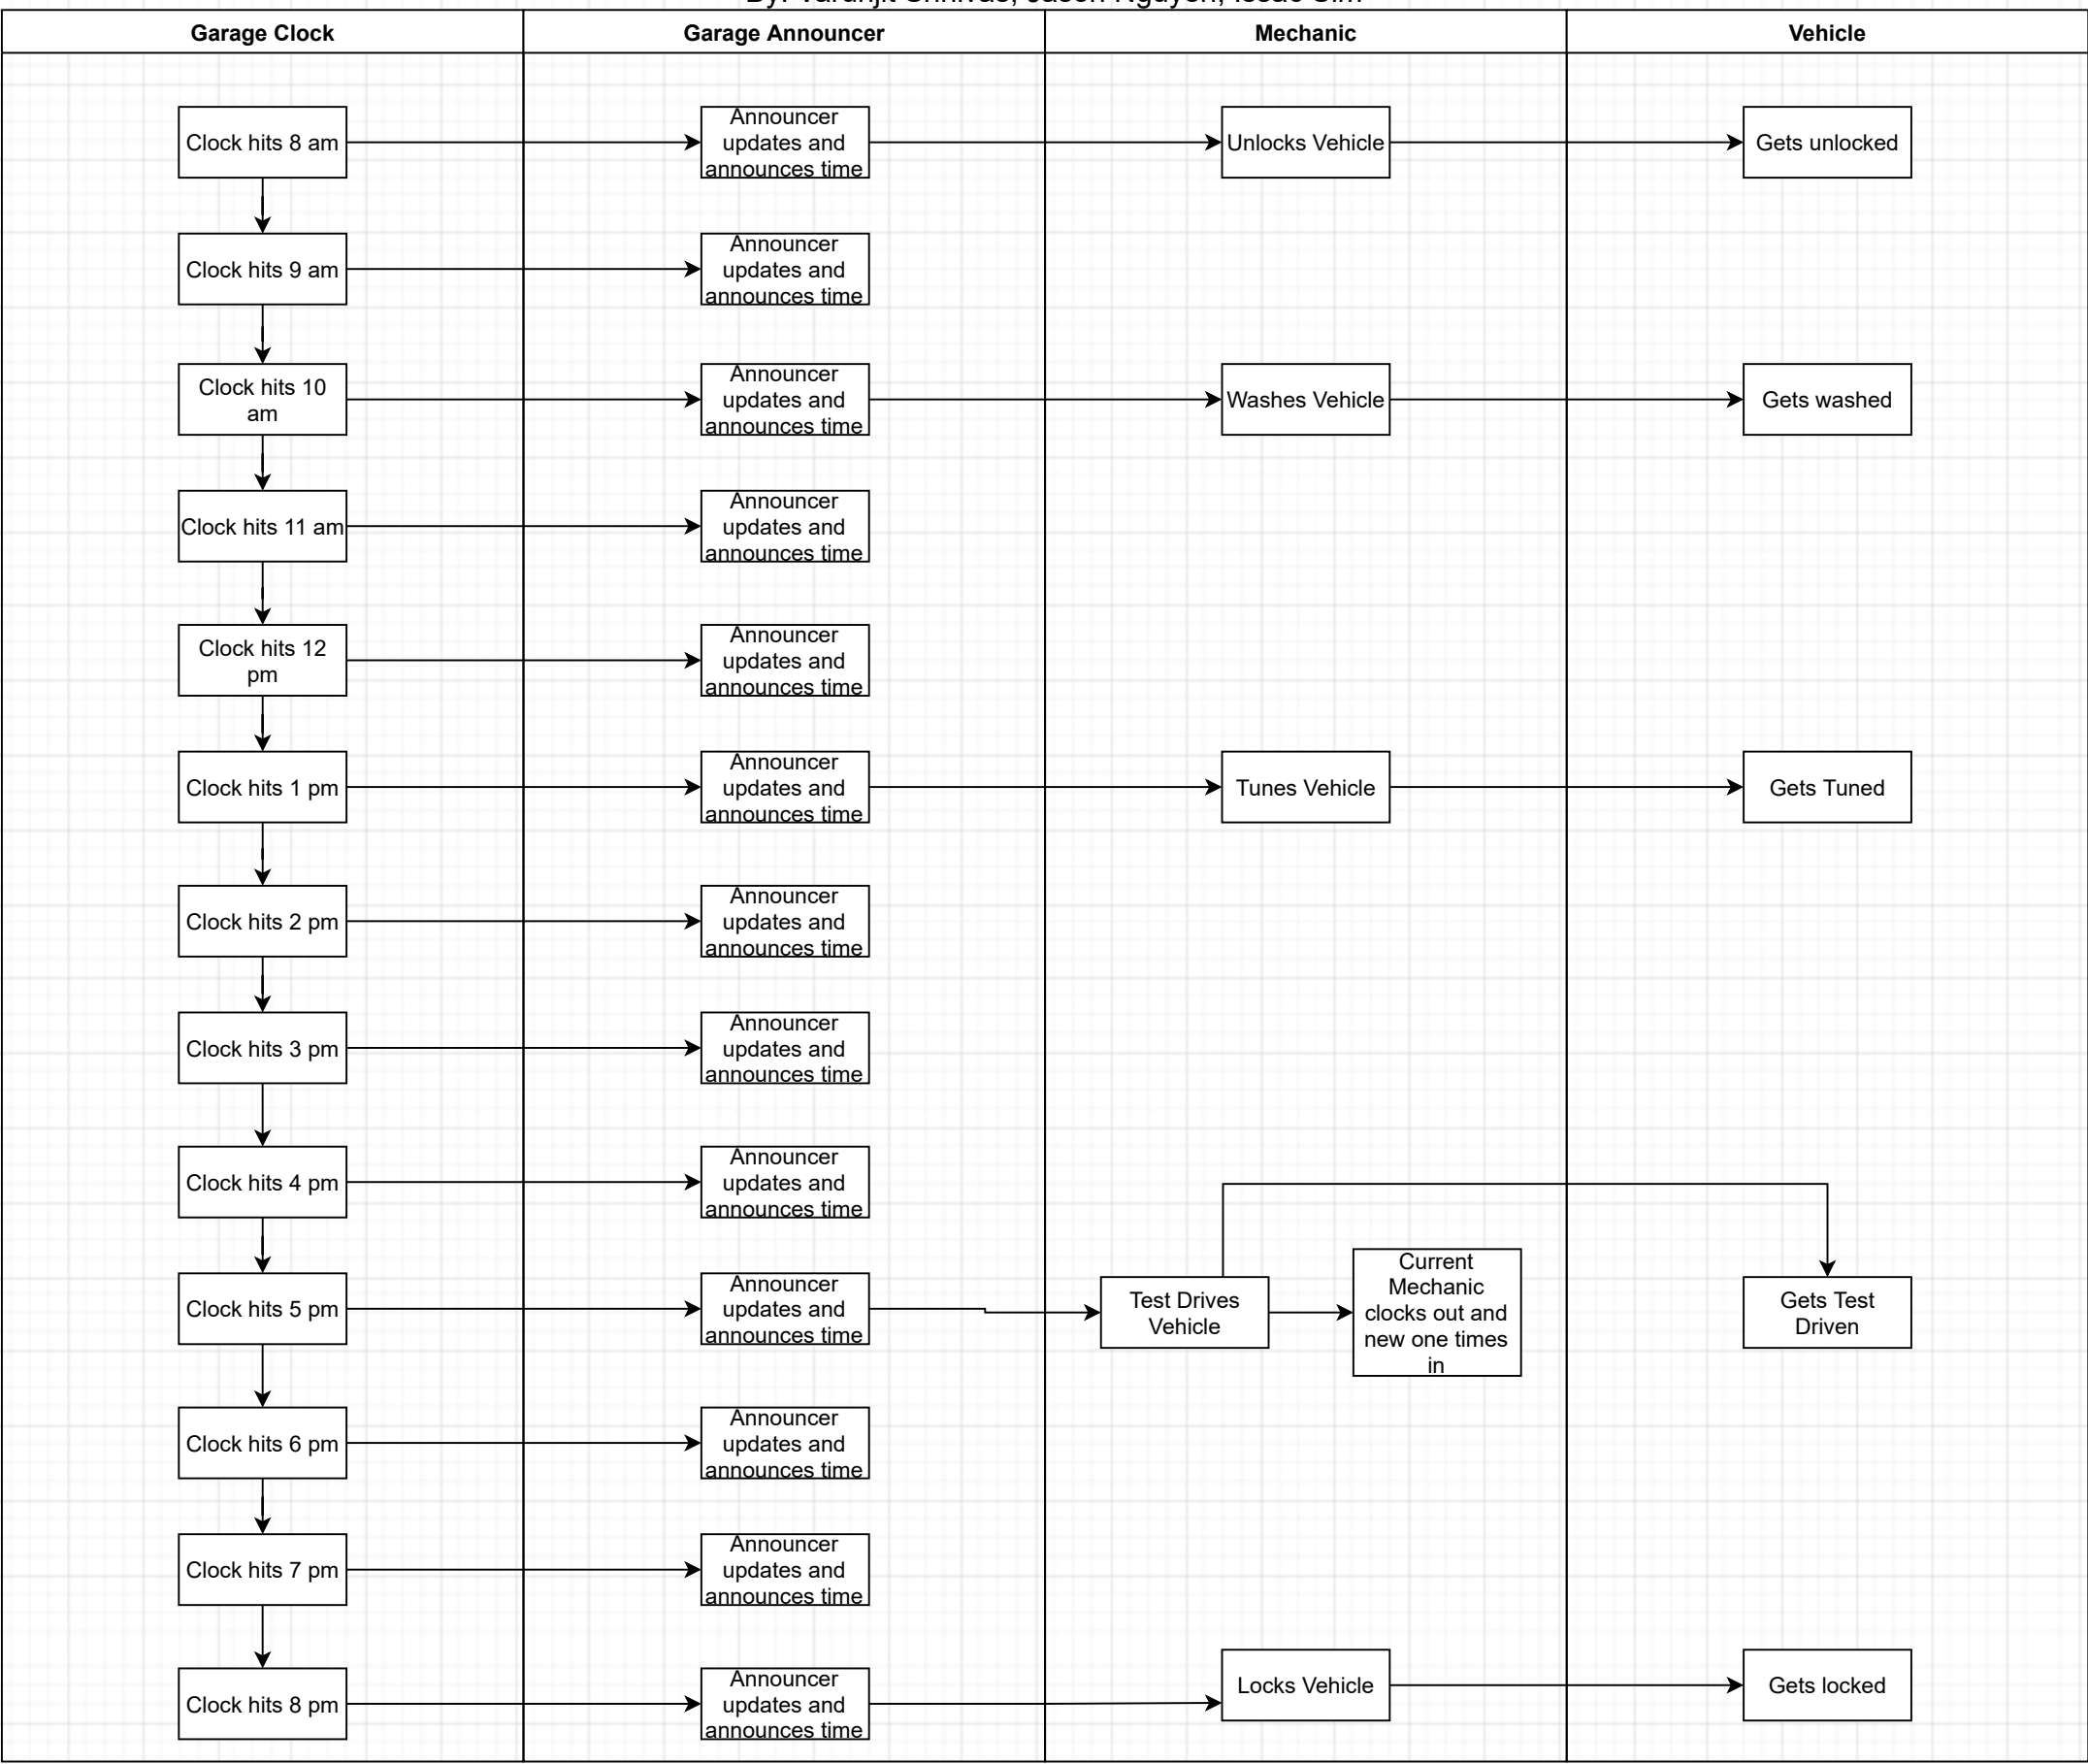 Garage Clock
Garage Announcer
Mechanic
Vehicle
Clock hits 8 am
Announcer
updates and
announces time
Unlocks Vehicle
Gets unlocked
Clock hits 9 am
Announcer
updates and
announces time
Clock hits 10
am
Announcer
updates and
announces time
Washes Vehicle
Gets washed
Clock hits 11 am
Announcer
updates and
announces time
Clock hits 12
pm
Announcer
updates and
announces time
Clock hits 1 pm
Announcer
updates and
announces time
Tunes Vehicle
Gets Tuned
Clock hits 2 pm
Announcer
updates and
announces time
Clock hits 3 pm
Announcer
updates and
announces time
Clock hits 4 pm
Announcer
updates and
announces time
Clock hits 5 pm
Announcer
updates and
announces time
Test Drives
Vehicle
Current
Mechanic
clocks out and
new one times
in
Gets Test
Driven
Clock hits 6 pm
Announcer
updates and
announces time
Clock hits 7 pm
Announcer
updates and
announces time
Clock hits 8 pm
Announcer
updates and
announces time
Locks Vehicle
Gets locked